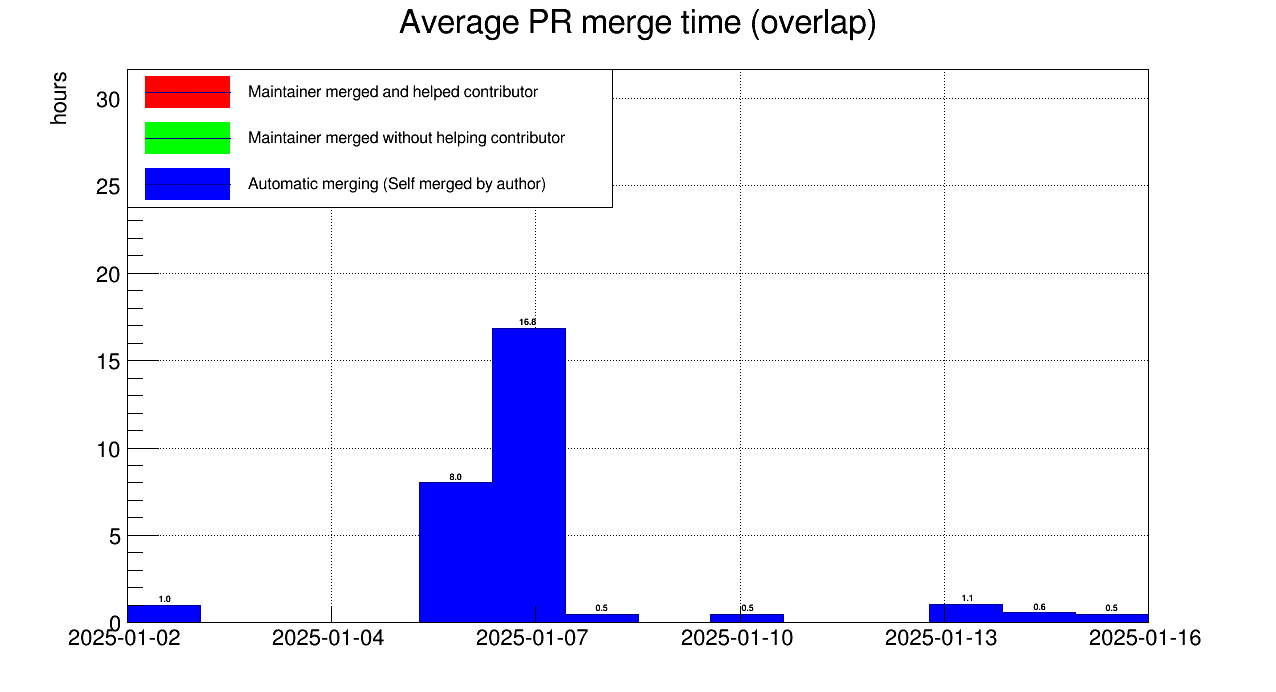 Average PR merge time (overlap)
hours
Maintainer merged and helped contributor
Maintainer merged without helping contributor
Automatic merging (Self merged by author)
30
25
20
15
10
5
0
1.0
8.0
16.8
0.5
0.5
1.1
0.6
0.5
2025-01-02 2025-01-04 2025-01-07 2025-01-10 2025-01-13 2025-01-16